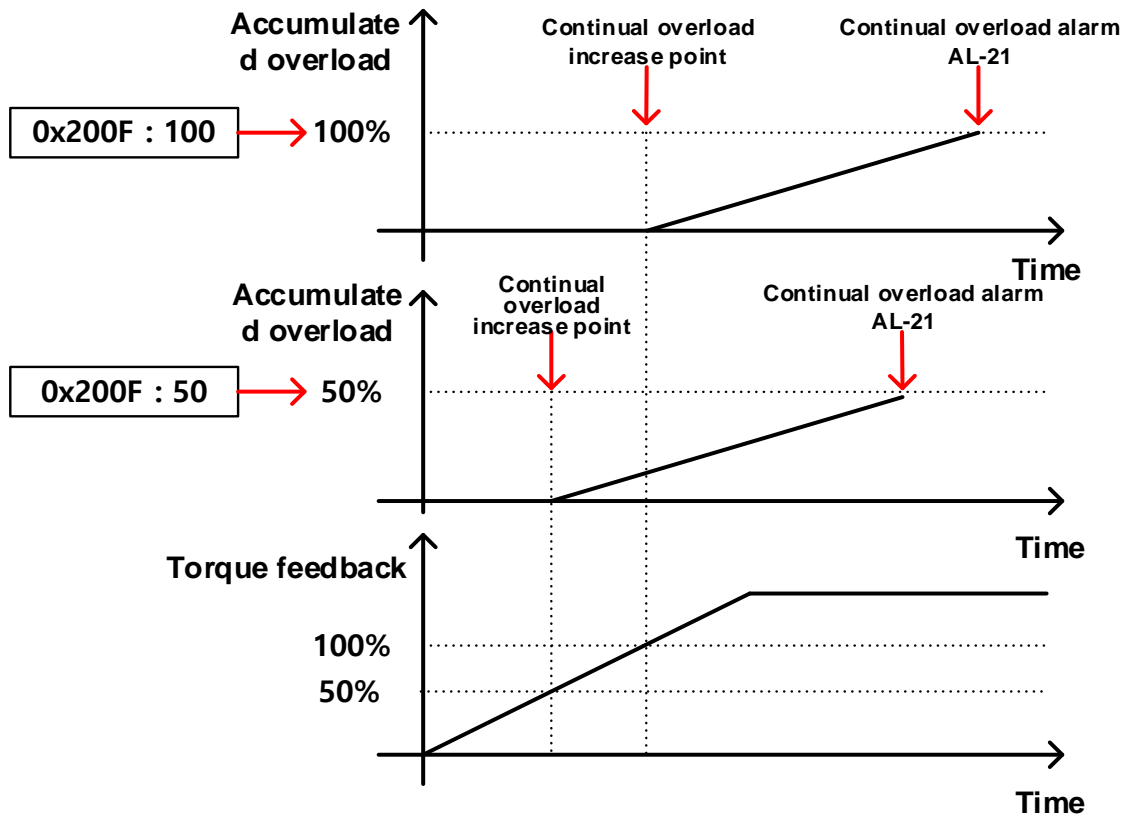 Accumulate
d overload
Continual overload
increase point
Continual overload alarm
AL-21
0x200F : 100
100%
Time
Accumulate
d overload
Continual
overload
increase point
Continual overload alarm
AL-21
0x200F : 50
50%
Time
Torque feedback
100%
50%
Time